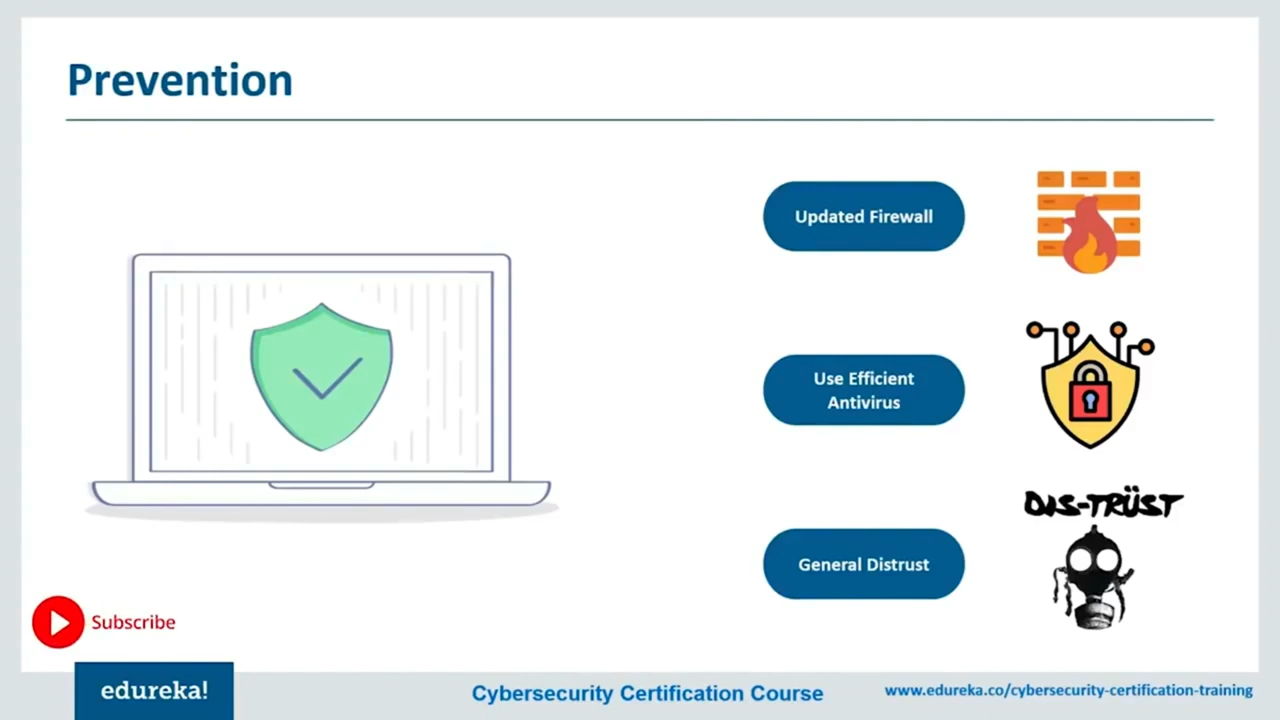 Prevention
Updated Firewall
Use Efficient
Antivirus
DIS-TRÜST
General Distrust
Subscribe
edureka!
Cybersecurity Certification Course
www.edureka.co/cybersecurity-certification-training